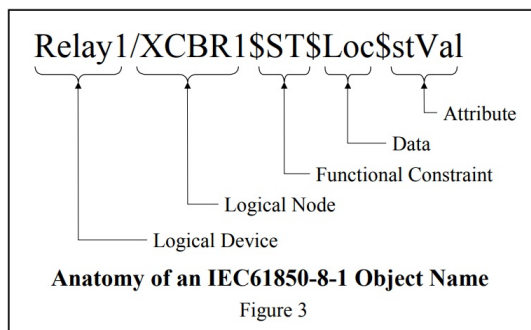 Relay1/XCBR1$ST$Loc$stVal
Attribute
Data
Functional Constraint
Logical Node
Logical Device
Anatomy of an IEC61850-8-1 Object Name
Figure 3